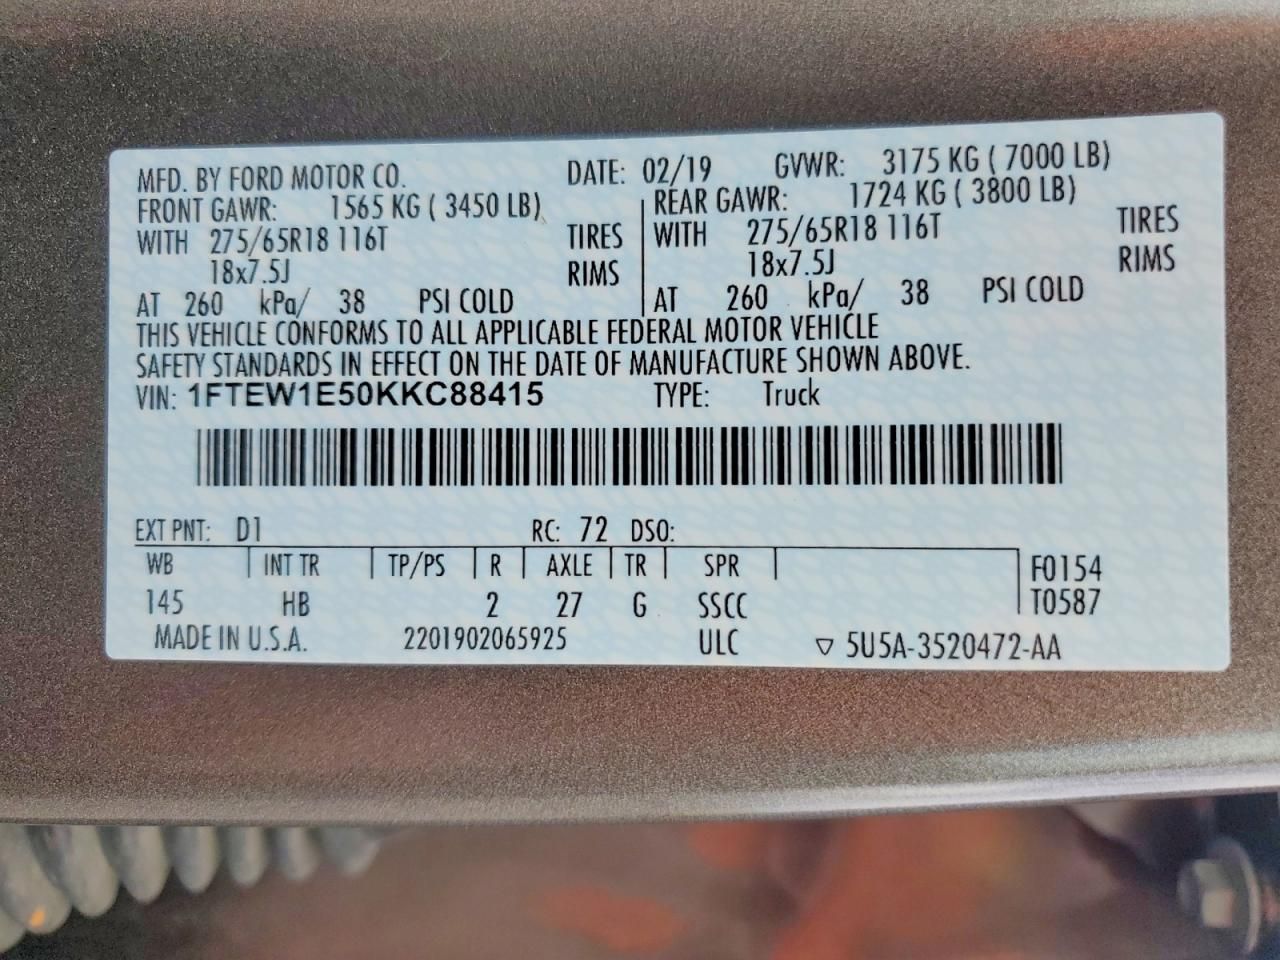 MFD. BY FORD MOTOR CO. DATE: 02/19 GVWR: 3175 KG ( 7000 LB)
FRONT GAWR: 1565 KG ( 3450 LB) REAR GAWR: 1724 KG ( 3800 LB)
WITH 275/65R18 116T TIRES WITH 275/65R18 116T TIRES
18x7.5J RIMS 18x7.5J RIMS
AT 260 kPa/ 38 PSI COLD AT 260 kPa/ 38 PSI COLD
THIS VEHICLE CONFORMS TO ALL APPLICABLE FEDERAL MOTOR VEHICLE
SAFETY STANDARDS IN EFFECT ON THE DATE OF MANUFACTURE SHOWN ABOVE.
VIN: 1FTEW1E50KKC88415 TYPE: Truck
EXT PNT: D1 RC: 72 DSO:
WB INT TR TP/PS R AXLE TR SPR F0154
145 HB 2 27 G SSCC T0587
MADE IN U.S.A. 2201902065925 ULC ▽ 5U5A-3520472-AA